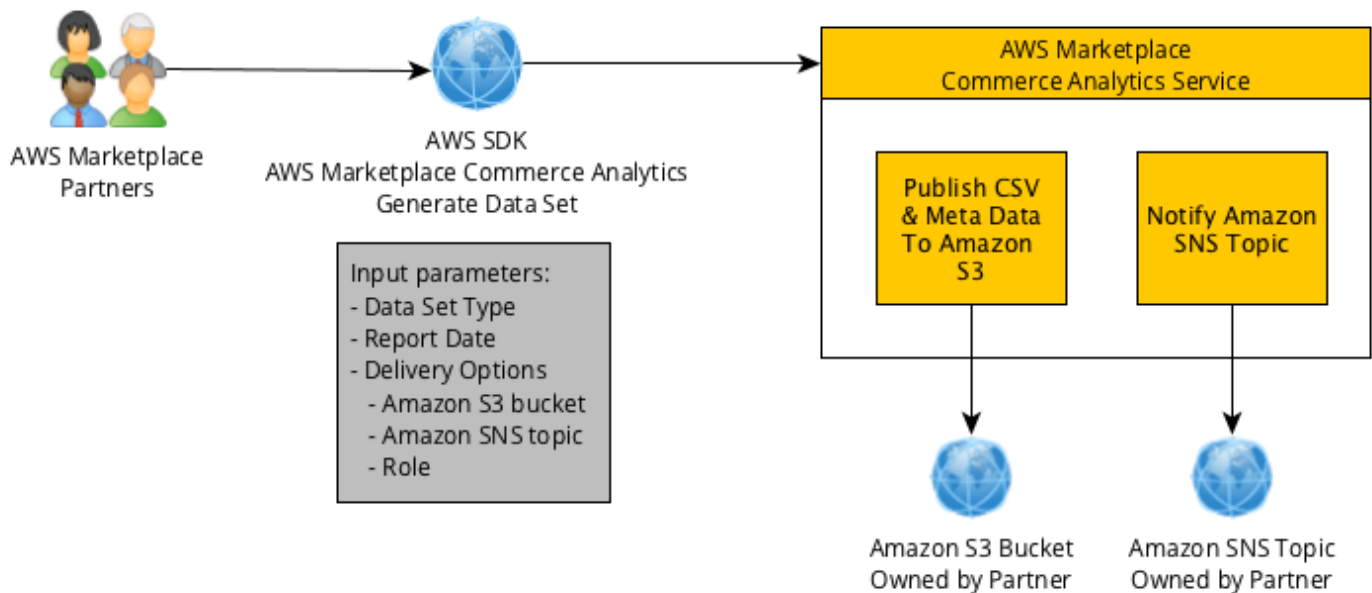 AWS Marketplace
Partners
AWS SDK
AWS Marketplace Commerce Analytics
Generate Data Set
Input parameters:
- Data Set Type
- Report Date
- Delivery Options
- Amazon S3 bucket
- Amazon SNS topic
- Role
AWS Marketplace
Commerce Analytics Service
Publish CSV
& Meta Data
To Amazon
S3
Notify Amazon
SNS Topic
Amazon S3 Bucket
Owned by Partner
Amazon SNS Topic
Owned by Partner